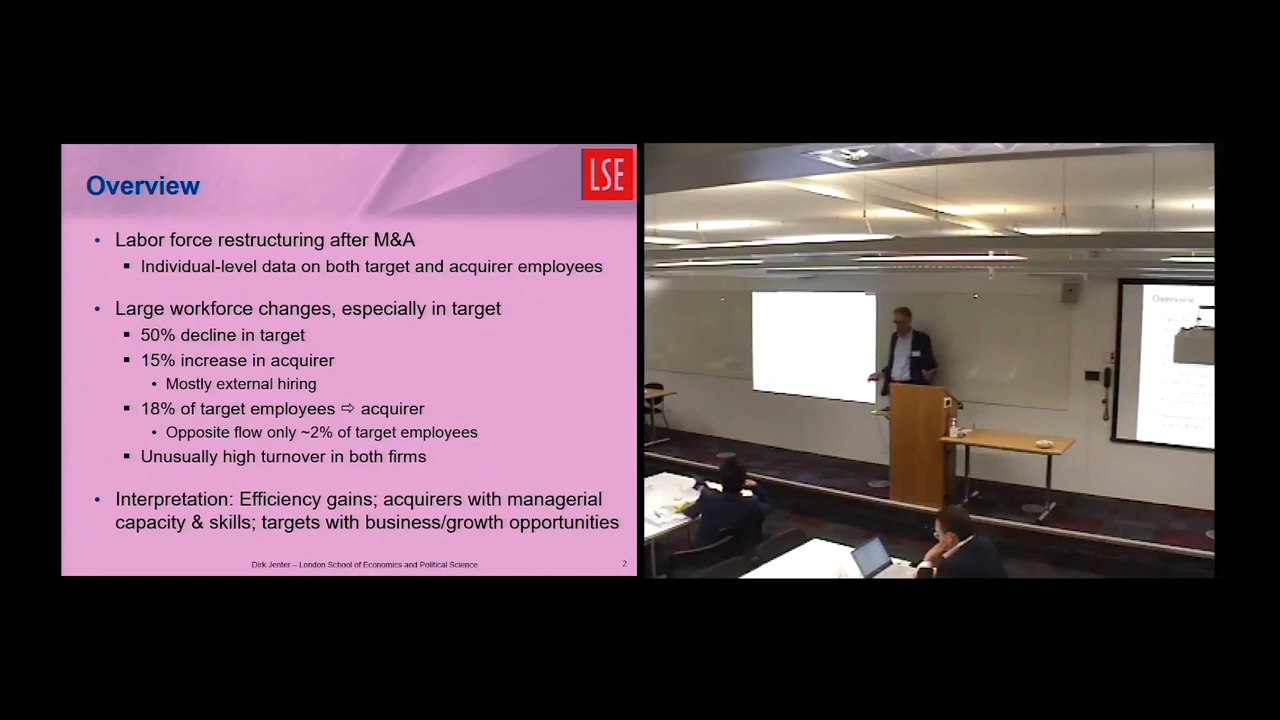 Overview
LSE
• Labor force restructuring after M&A
▪ Individual-level data on both target and acquirer employees
• Large workforce changes, especially in target
▪ 50% decline in target
▪ 15% increase in acquirer
• Mostly external hiring
▪ 18% of target employees ⇨ acquirer
• Opposite flow only ~2% of target employees
▪ Unusually high turnover in both firms
• Interpretation: Efficiency gains; acquirers with managerial
capacity & skills; targets with business/growth opportunities
Dirk Jenter – London School of Economics and Political Science
2
Overview